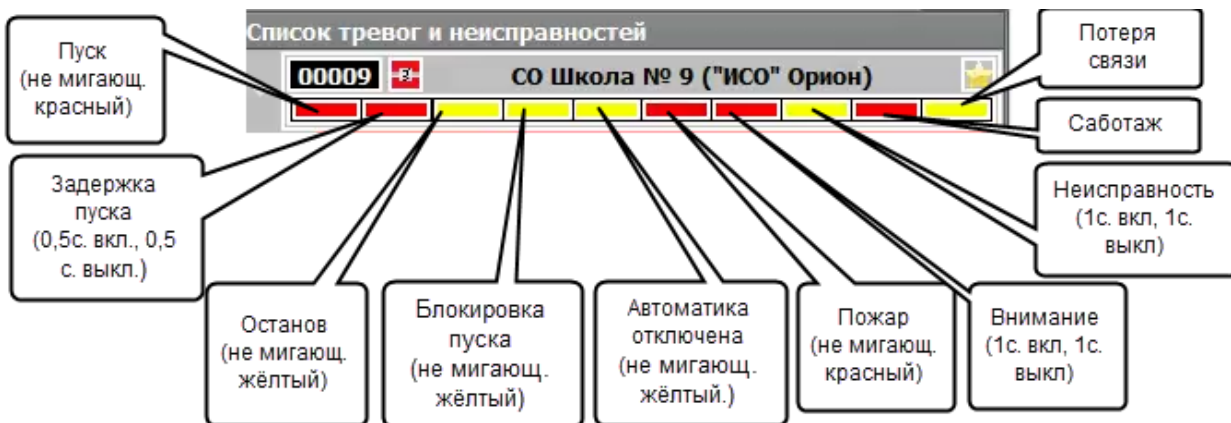 Список тревог и неисправностей
00009
СО Школа № 9 ("ИСО" Орион)
Пуск
(не мигающ.
красный)
Потеря
связи
Саботаж
Задержка
пуска
(0,5с. вкл., 0,5
с. выкл.)
Неисправность
(1с. вкл, 1с.
выкл)
Останов
(не мигающ.
жёлтый)
Блокировка
пуска
(не мигающ.
жёлтый)
Автоматика
отключена
(не мигающ.
жёлтый.)
Пожар
(не мигающ.
красный)
Внимание
(1с. вкл, 1с.
выкл)